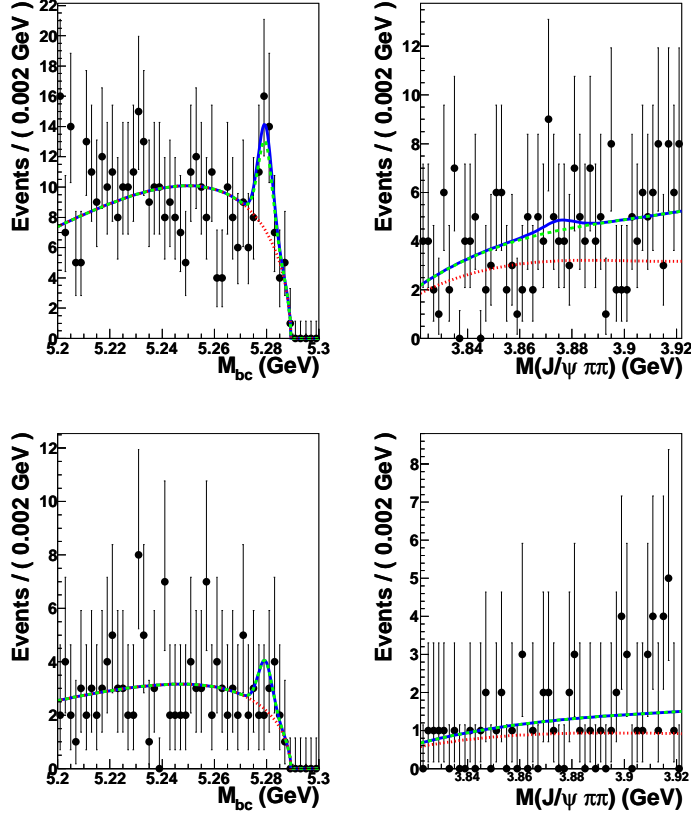 Events / ( 0.002 GeV )
22
20
18
16
14
12
10
8
6
4
2
0
5.2 5.22 5.24 5.26 5.28 5.3
M_bc (GeV)
Events / ( 0.002 GeV )
12
10
8
6
4
2
0
3.84 3.86 3.88 3.9 3.92
M(J/ψ ππ) (GeV)
Events / ( 0.002 GeV )
12
10
8
6
4
2
0
5.2 5.22 5.24 5.26 5.28 5.3
M_bc (GeV)
Events / ( 0.002 GeV )
8
7
6
5
4
3
2
1
0
3.84 3.86 3.88 3.9 3.92
M(J/ψ ππ) (GeV)